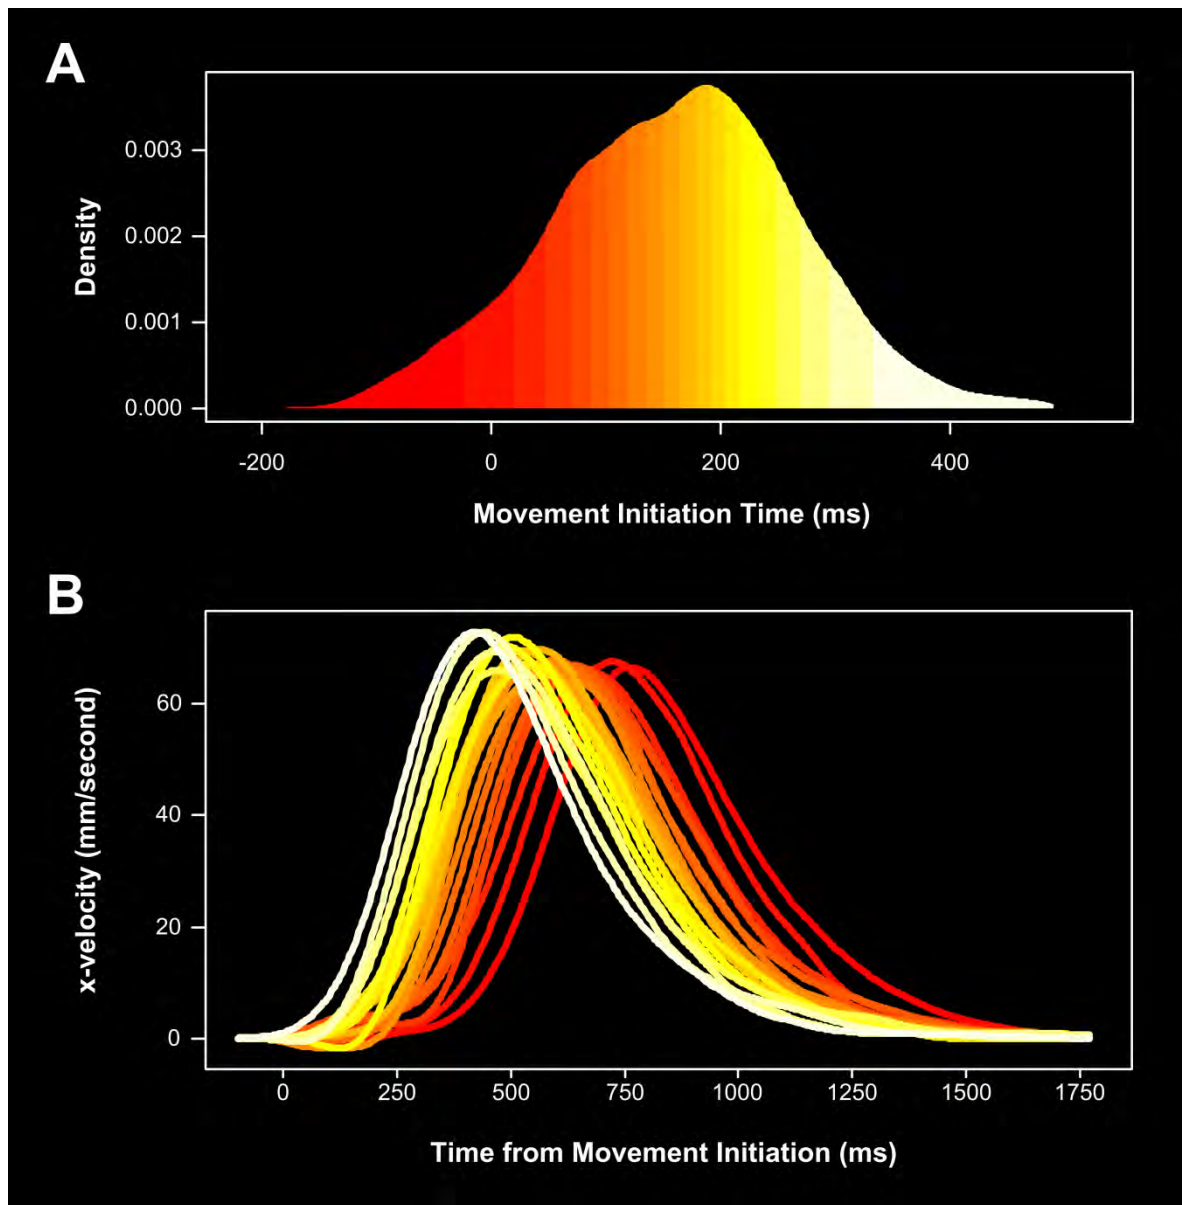 A
Density
0.003
0.002
0.001
0.000
-200 0 200 400
Movement Initiation Time (ms)
B
x-velocity (mm/second)
60
40
20
0
0 250 500 750 1000 1250 1500 1750
Time from Movement Initiation (ms)